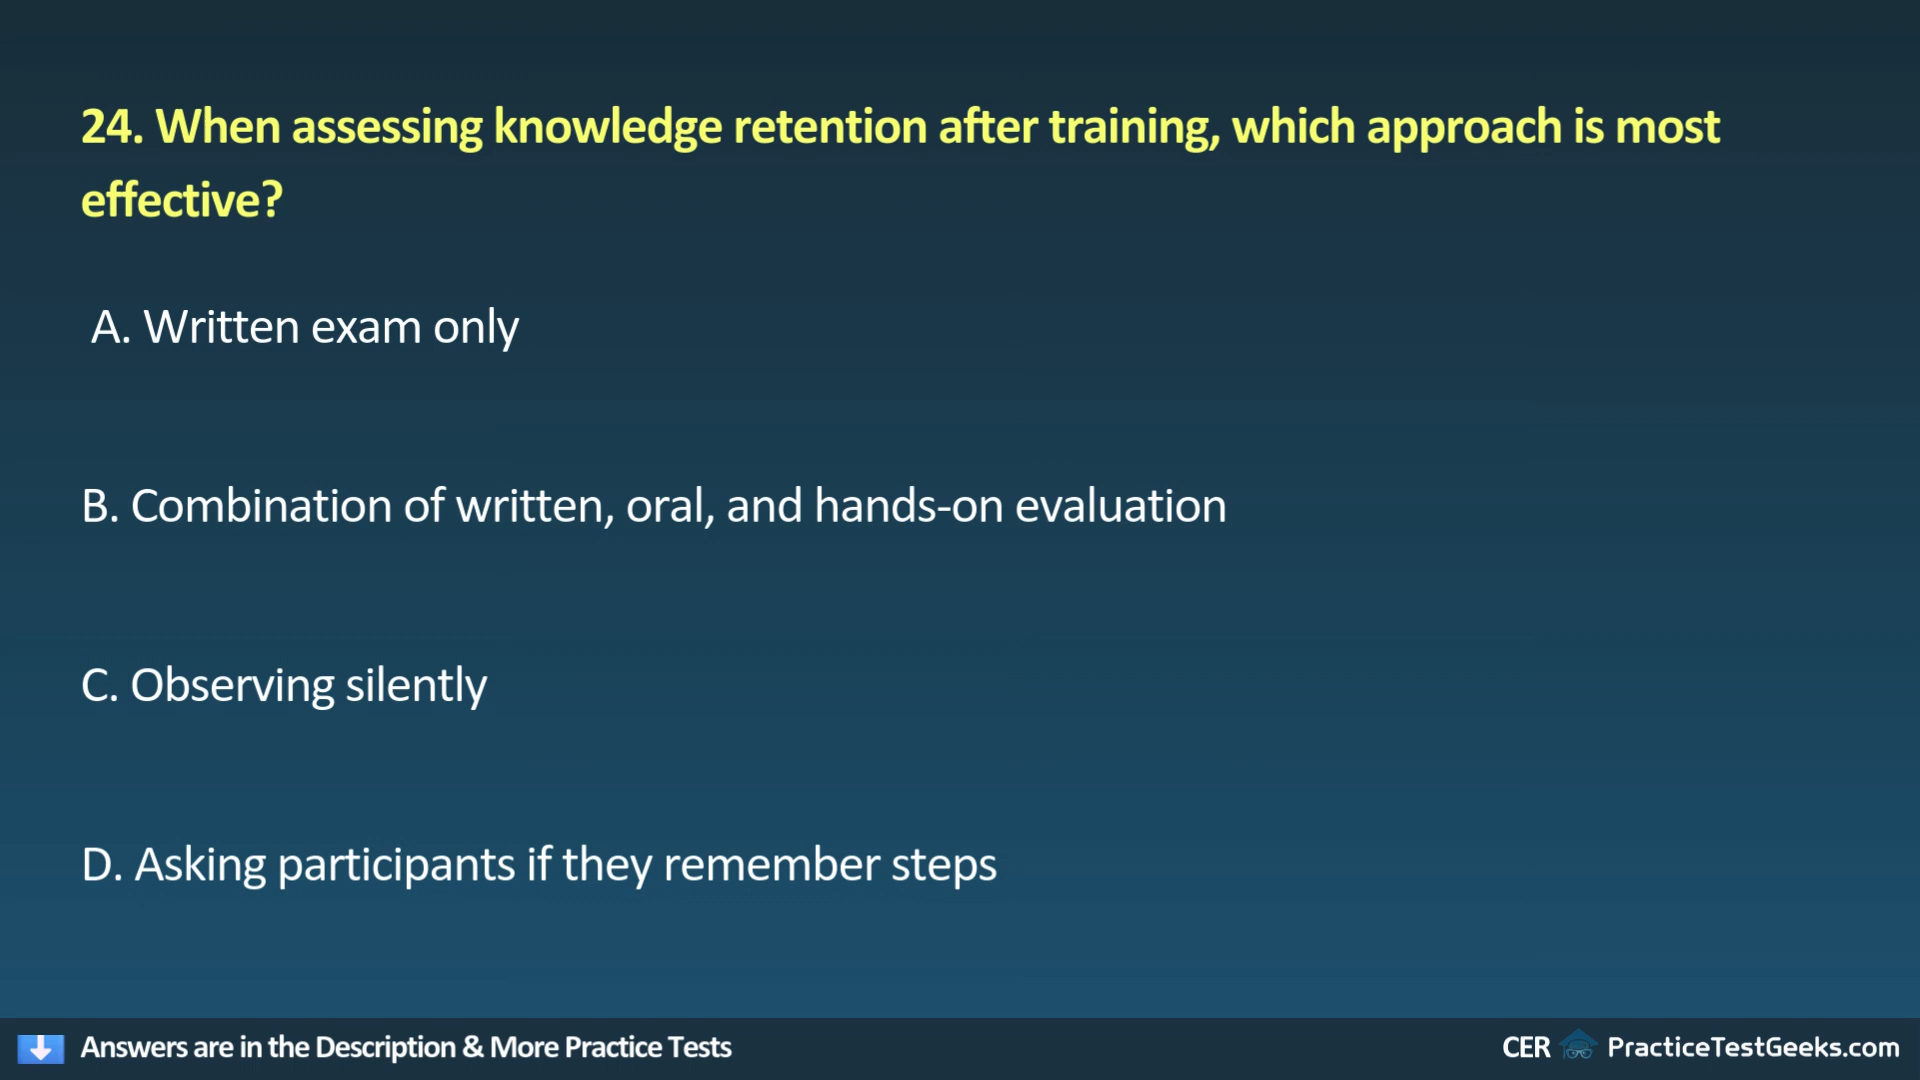 24. When assessing knowledge retention after training, which approach is most
effective?
A. Written exam only
B. Combination of written, oral, and hands-on evaluation
C. Observing silently
D. Asking participants if they remember steps
Answers are in the Description & More Practice Tests
CER PracticeTestGeeks.com